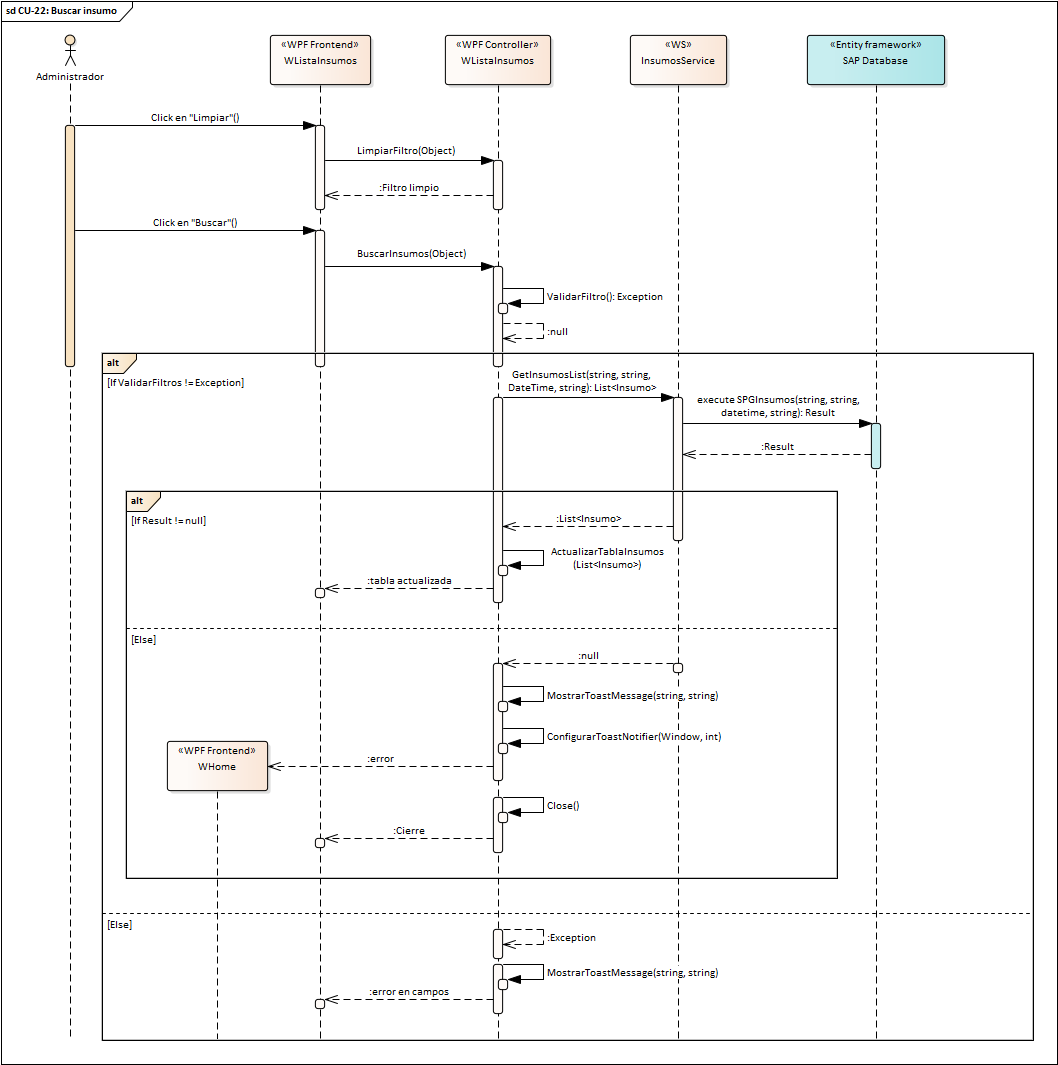 sd CU-22: Buscar insumo
Administrador
«WPF Frontend»
WListaInsumos
«WPF Controller»
WListaInsumos
«WS»
InsumosService
«Entity framework»
SAP Database
Click en "Limpiar"()
LimpiarFiltro(Object)
:Filtro limpio
Click en "Buscar"()
BuscarInsumos(Object)
ValidarFiltro(): Exception
:null
alt
[If ValidarFiltros != Exception]
GetInsumosList(string, string,
DateTime, string): List<Insumo>
execute SPGInsumos(string, string,
datetime, string): Result
:Result
alt
[If Result != null]
:List<Insumo>
ActualizarTablaInsumos
(List<Insumo>)
:tabla actualizada
[Else]
:null
MostrarToastMessage(string, string)
ConfigurarToastNotifier(Window, int)
«WPF Frontend»
WHome
:error
Close()
:Cierre
[Else]
:Exception
MostrarToastMessage(string, string)
:error en campos